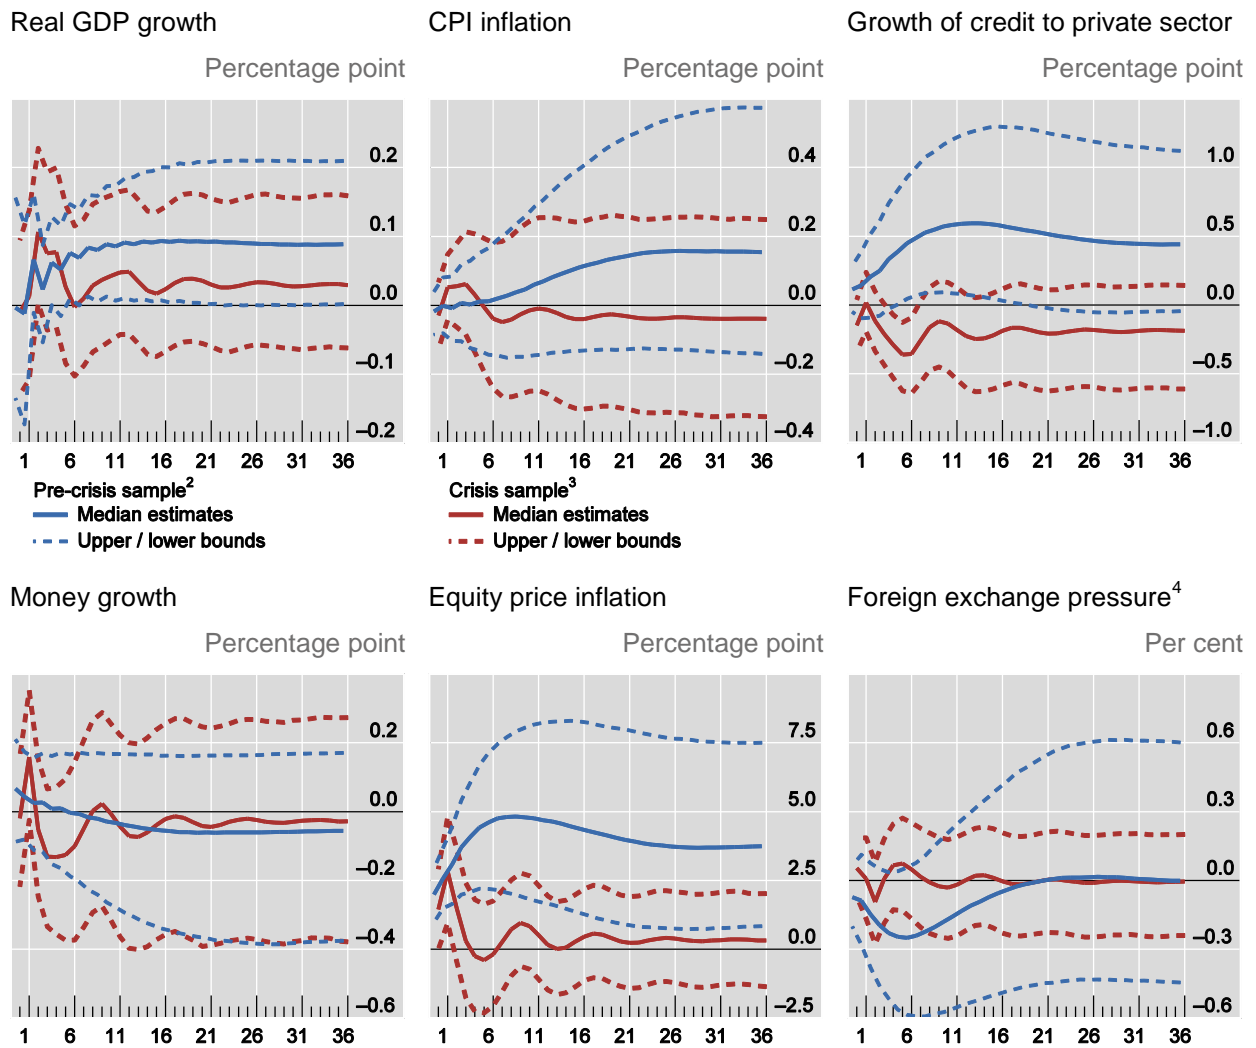 Real GDP growth CPI inflation Growth of credit to private sector
Percentage point Percentage point Percentage point
0.2 0.4 1.0
0.1 0.2 0.5
0.0 0.0 0.0
–0.1 –0.2 –0.5
–0.2 –0.4 –1.0
1 6 11 16 21 26 31 36 1 6 11 16 21 26 31 36 1 6 11 16 21 26 31 36
Pre-crisis sample2 Crisis sample3
Median estimates Median estimates
Upper / lower bounds Upper / lower bounds
Money growth Equity price inflation Foreign exchange pressure4
Percentage point Percentage point Per cent
0.2 7.5 0.6
0.0 5.0 0.3
–0.2 2.5 0.0
–0.4 0.0 –0.3
–0.6 –2.5 –0.6
1 6 11 16 21 26 31 36 1 6 11 16 21 26 31 36 1 6 11 16 21 26 31 36